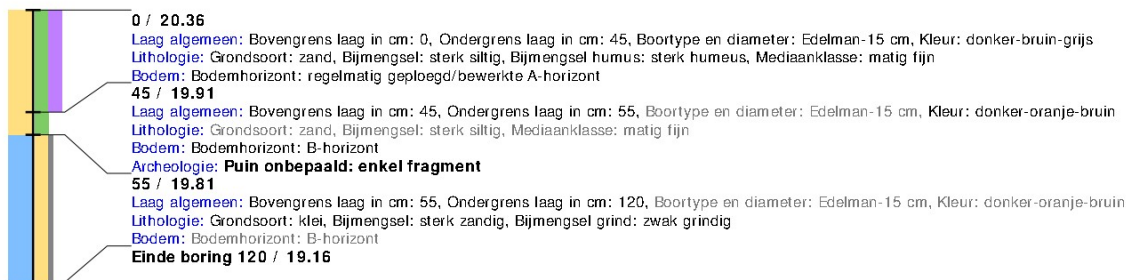 0 / 20.36
Laag algemeen: Bovengrens laag in cm: 0, Ondergrens laag in cm: 45, Boortype en diameter: Edelman-15 cm, Kleur: donker-bruin-grijs
Lithologie: Grondsoort: zand, Bijmengsel: sterk siltig, Bijmengsel humus: sterk humeus, Mediaanklasse: matig fijn
Bodem: Bodemhorizont: regelmatig geploegd/bewerkte A-horizont
45 / 19.91
Laag algemeen: Bovengrens laag in cm: 45, Ondergrens laag in cm: 55, Boortype en diameter: Edelman-15 cm, Kleur: donker-oranje-bruin
Lithologie: Grondsoort: zand, Bijmengsel: sterk siltig, Mediaanklasse: matig fijn
Bodem: Bodemhorizont: B-horizont
Archeologie: Puin onbepaald: enkel fragment
55 / 19.81
Laag algemeen: Bovengrens laag in cm: 55, Ondergrens laag in cm: 120, Boortype en diameter: Edelman-15 cm, Kleur: donker-oranje-bruin
Lithologie: Grondsoort: klei, Bijmengsel: sterk zandig, Bijmengsel grind: zwak grindig
Bodem: Bodemhorizont: B-horizont
Einde boring 120 / 19.16